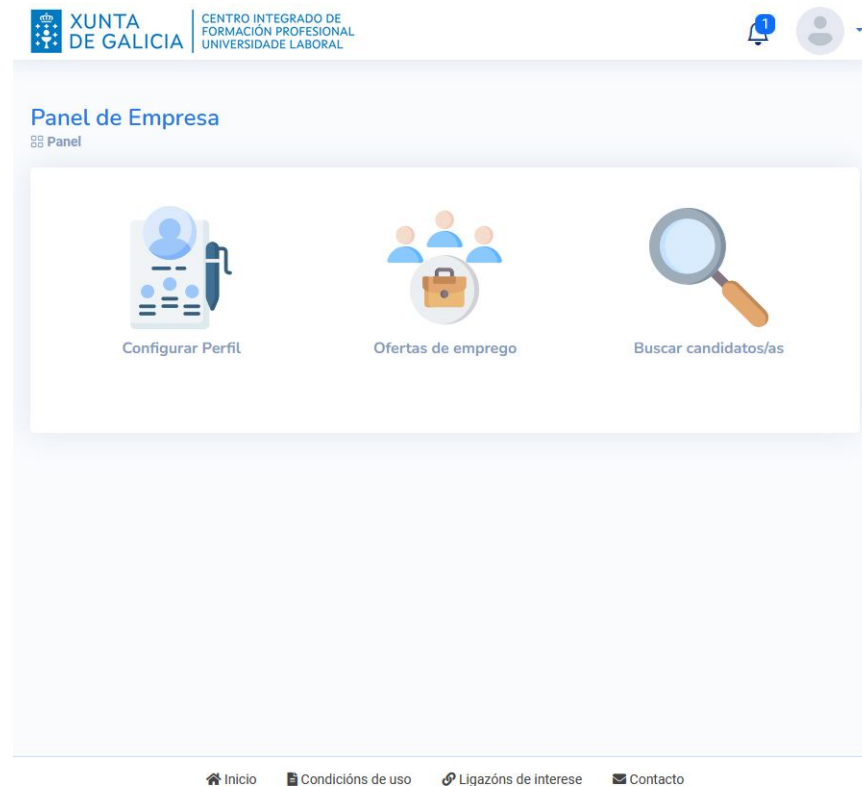 XUNTA
DE GALICIA
CENTRO INTEGRADO DE
FORMACIÓN PROFESIONAL
UNIVERSIDADE LABORAL
1
Panel de Empresa
Panel
Configurar Perfil
Ofertas de emprego
Buscar candidatos/as
Inicio
Condicións de uso
Ligazóns de interese
Contacto